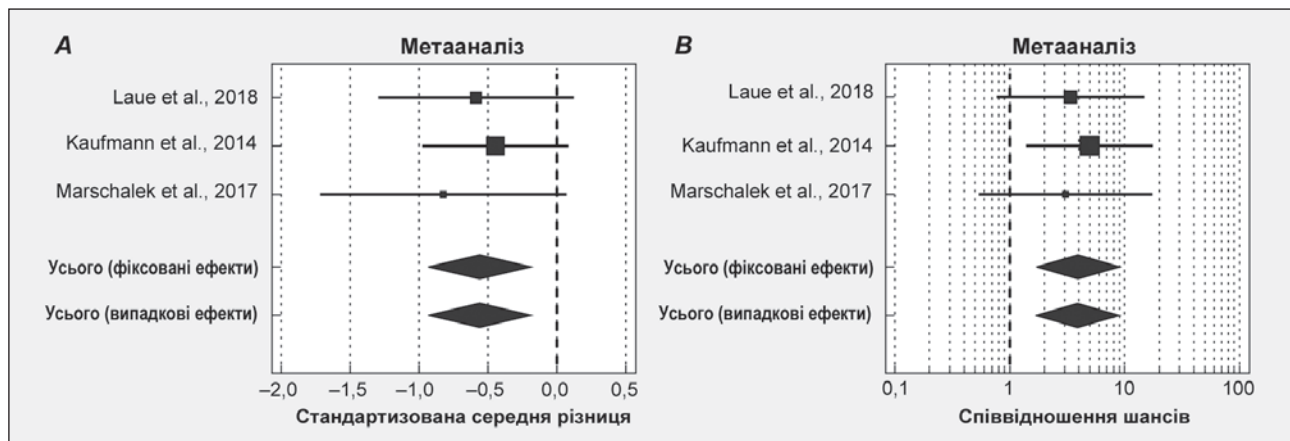 A
Метааналіз
Laue et al., 2018
Kaufmann et al., 2014
Marschalek et al., 2017
Усього (фіксовані ефекти)
Усього (випадкові ефекти)
–2,0 –1,5 –1,0 –0,5 0,0 0,5
Стандартизована середня різниця
B
Метааналіз
Laue et al., 2018
Kaufmann et al., 2014
Marschalek et al., 2017
Усього (фіксовані ефекти)
Усього (випадкові ефекти)
0,1 1 10 100
Співвідношення шансів